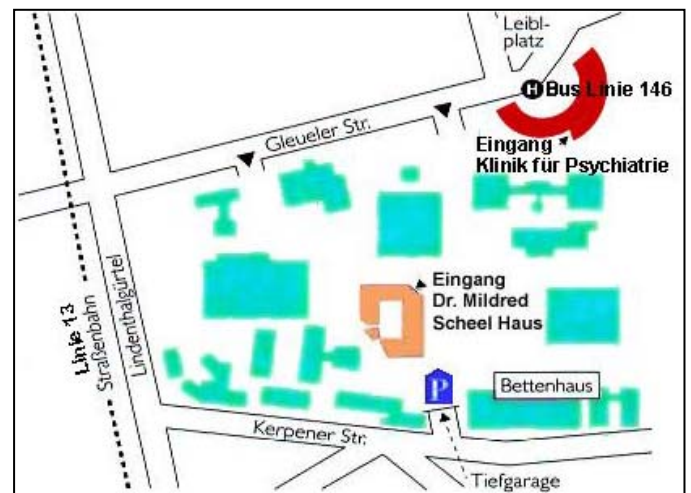 Leibl-
platz
H Bus Linie 146
Gleueler Str.
Eingang
Klinik für Psychiatrie
Linie 13
Straßenbahn
Lindenthalgürtel
Eingang
Dr. Mildred
Scheel Haus
P
Bettenhaus
Kerpener Str.
Tiefgarage